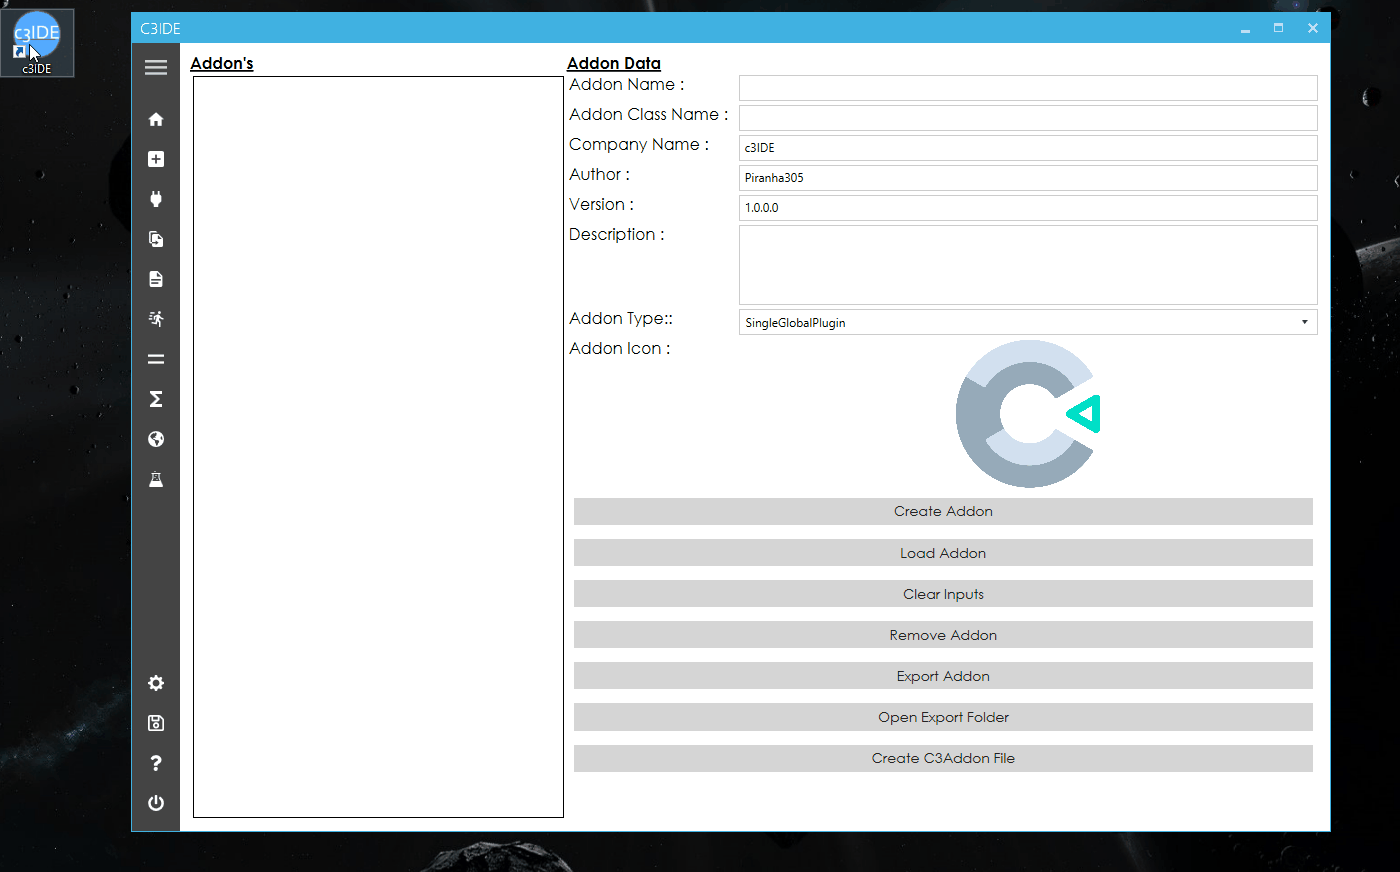 c3IDE
c3IDE
C3IDE
Addon's
Addon Data
Addon Name :
Addon Class Name :
Company Name :
c3IDE
Author :
Piranha305
Version :
1.0.0.0
Description :
Addon Type::
SingleGlobalPlugin
Addon Icon :
Create Addon
Load Addon
Clear Inputs
Remove Addon
Export Addon
Open Export Folder
Create C3Addon File
?